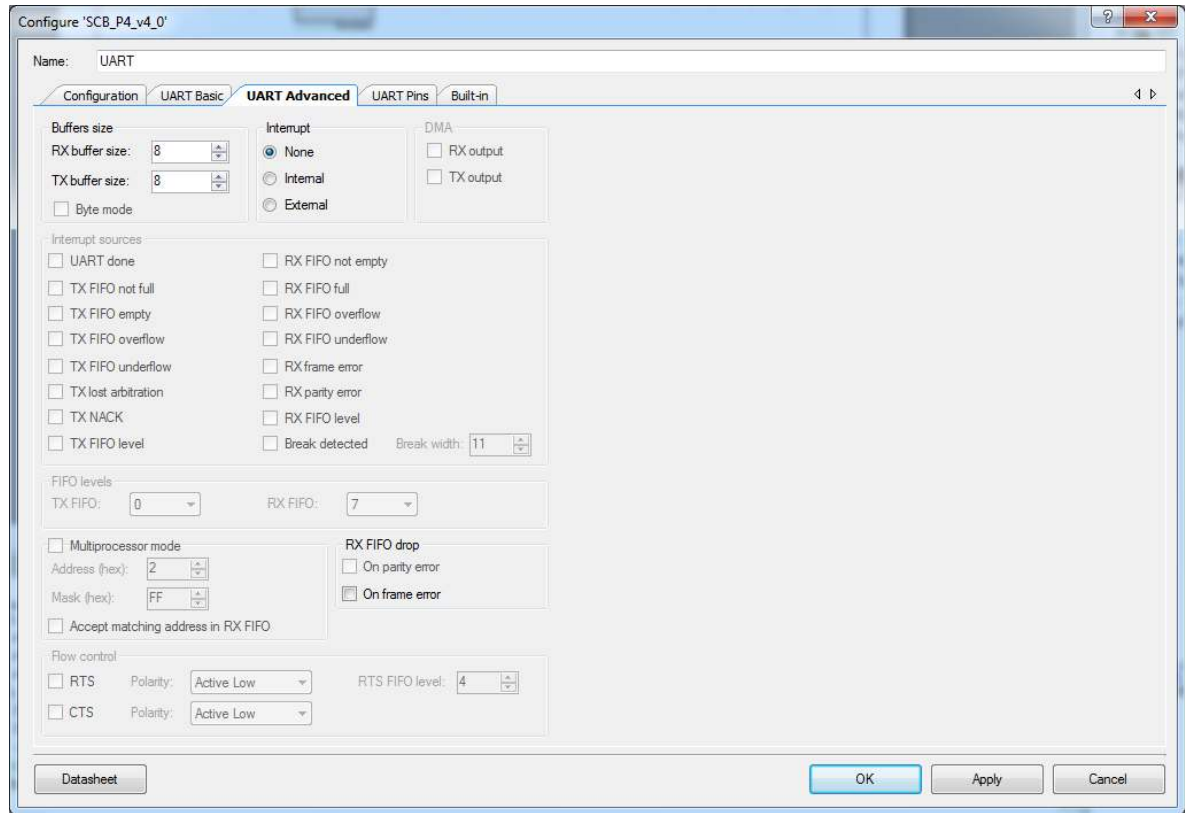 Configure 'SCB_P4_v4_0'
Name: UART
Configuration UART Basic UART Advanced UART Pins Built-in
Buffers size Interrupt DMA
RX buffer size: 8 None RX output
TX buffer size: 8 Internal TX output
Byte mode External
Interrupt sources
UART done RX FIFO not empty
TX FIFO not full RX FIFO full
TX FIFO empty RX FIFO overflow
TX FIFO overflow RX FIFO underflow
TX FIFO underflow RX frame error
TX lost arbitration RX parity error
TX NACK RX FIFO level
TX FIFO level Break detected Break width: 11
FIFO levels
TX FIFO: 0 RX FIFO: 7
Multiprocessor mode RX FIFO drop
Address (hex): 2 On parity error
Mask (hex): FF On frame error
Accept matching address in RX FIFO
Flow control
RTS Polarity: Active Low RTS FIFO level: 4
CTS Polarity: Active Low
Datasheet OK Apply Cancel